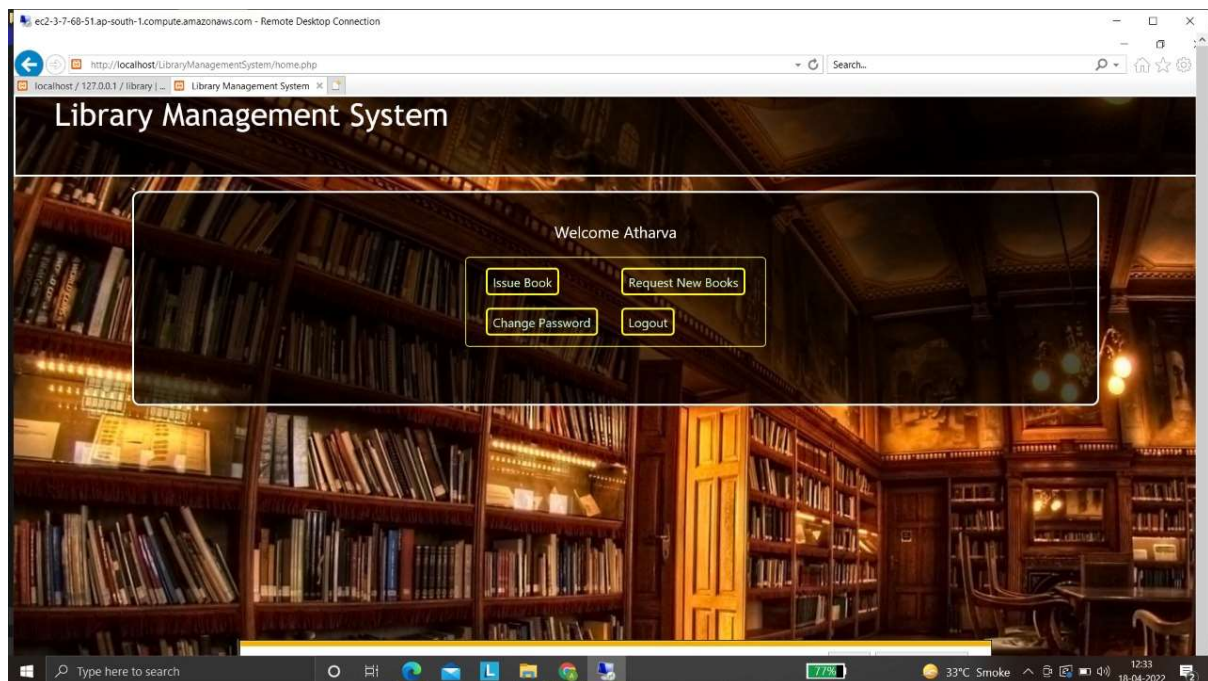 ec2-3-7-68-51.ap-south-1.compute.amazonaws.com - Remote Desktop Connection
http://localhost/LibraryManagementSystem/home.php
Search...
localhost / 127.0.0.1 / library | ...
Library Management System
Library Management System
Welcome Atharva
Issue Book Request New Books
Change Password Logout
Type here to search
77%
33°C Smoke
12:33
18-04-2022